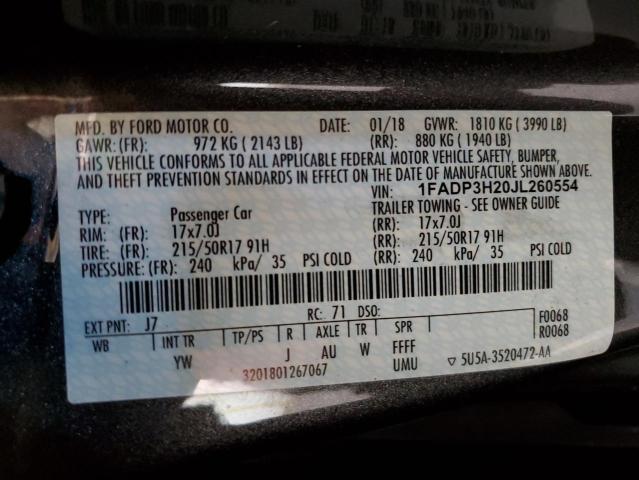 MFD. BY FORD MOTOR CO. DATE: 01/18 GVWR: 1810 KG ( 3990 LB)
GAWR: (FR): 972 KG ( 2143 LB) (RR): 880 KG ( 1940 LB)
THIS VEHICLE CONFORMS TO ALL APPLICABLE FEDERAL MOTOR VEHICLE SAFETY, BUMPER,
AND THEFT PREVENTION STANDARDS IN EFFECT ON THE DATE OF MANUFACTURE SHOWN ABOVE.
VIN: 1FADP3H20JL260554
TYPE: Passenger Car TRAILER TOWING - SEE OWNER GUIDE
RIM: (FR): 17x7.0J (RR): 17x7.0J
TIRE: (FR): 215/50R17 91H (RR): 215/50R17 91H
PRESSURE: (FR): 240 kPa/ 35 PSI COLD (RR): 240 kPa/ 35 PSI COLD
EXT PNT: J7 RC: 71 DSO: F0068
WB INT TR TP/PS R AXLE TR SPR R0068
YW J AU W FFFF
3201801267067 UMU ▽ 5U5A-3520472-AA